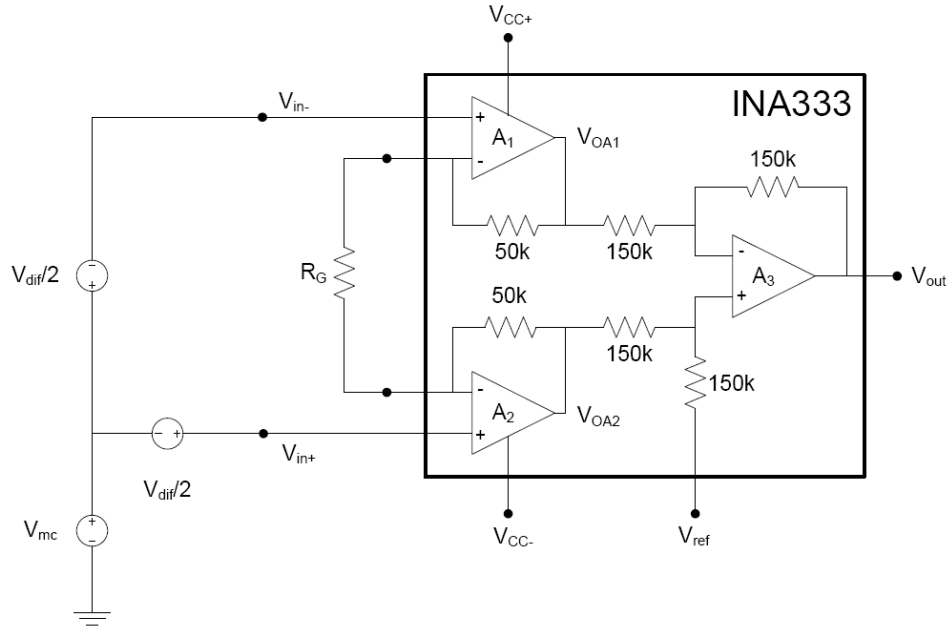 VCC+
INA333
Vin-
+
A1
-
VOA1
150k
50k
150k
Vdif/2
-
+
RG
-
A3
+
Vout
50k
150k
150k
-
A2
+
VOA2
Vin+
- +
Vdif/2
Vmc
+
-
VCC-
Vref